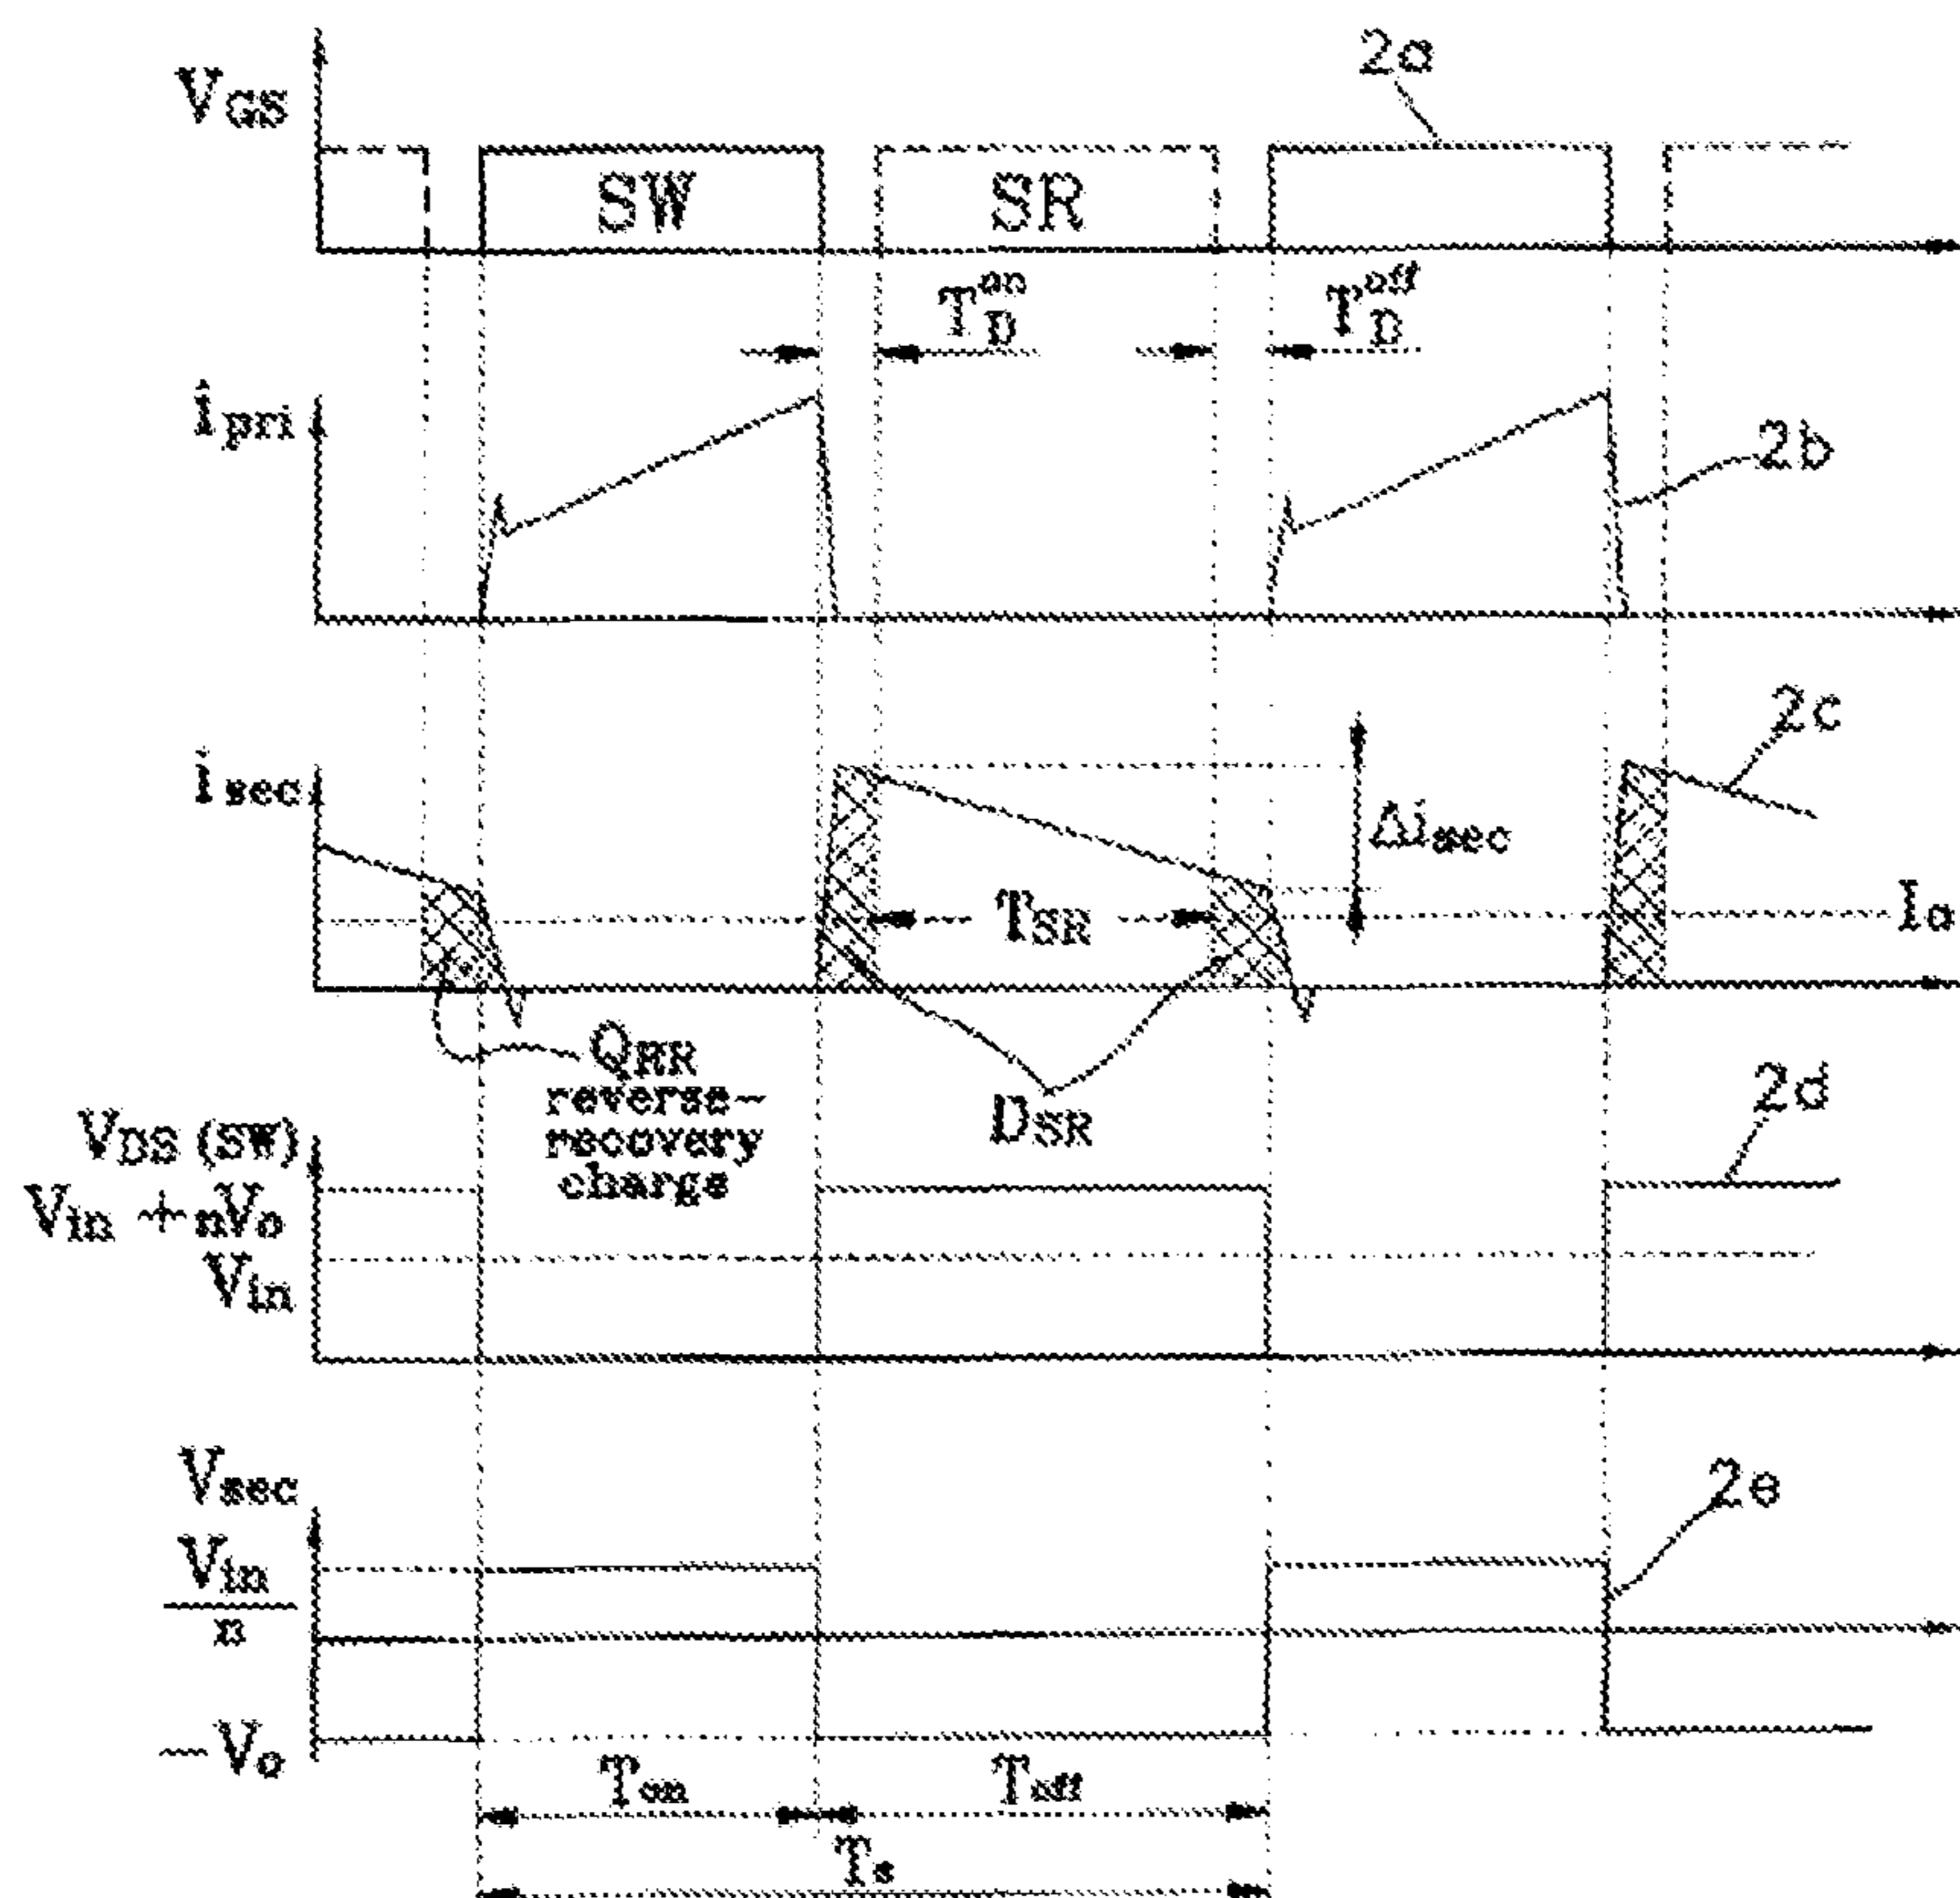 2a
VGS
SW SR
T_D^on T_D^off
ipri
2b
2c
isec
Δisec
TSR
Io
QRR
reverse-
recovery
charge
DSR
2d
VDS (SW)
Vin + nVo
Vin
Vsec
2e
Vin
n
-Vo
Ton Toff
Ts